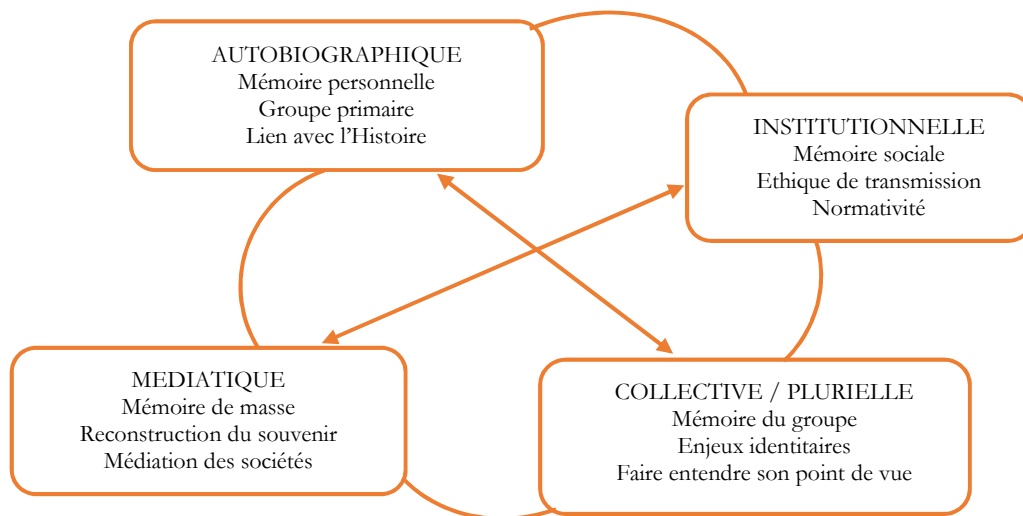 AUTOBIOGRAPHIQUE
Mémoire personnelle
Groupe primaire
Lien avec l’Histoire
INSTITUTIONNELLE
Mémoire sociale
Ethique de transmission
Normativité
MEDIATIQUE
Mémoire de masse
Reconstruction du souvenir
Médiation des sociétés
COLLECTIVE / PLURIELLE
Mémoire du groupe
Enjeux identitaires
Faire entendre son point de vue